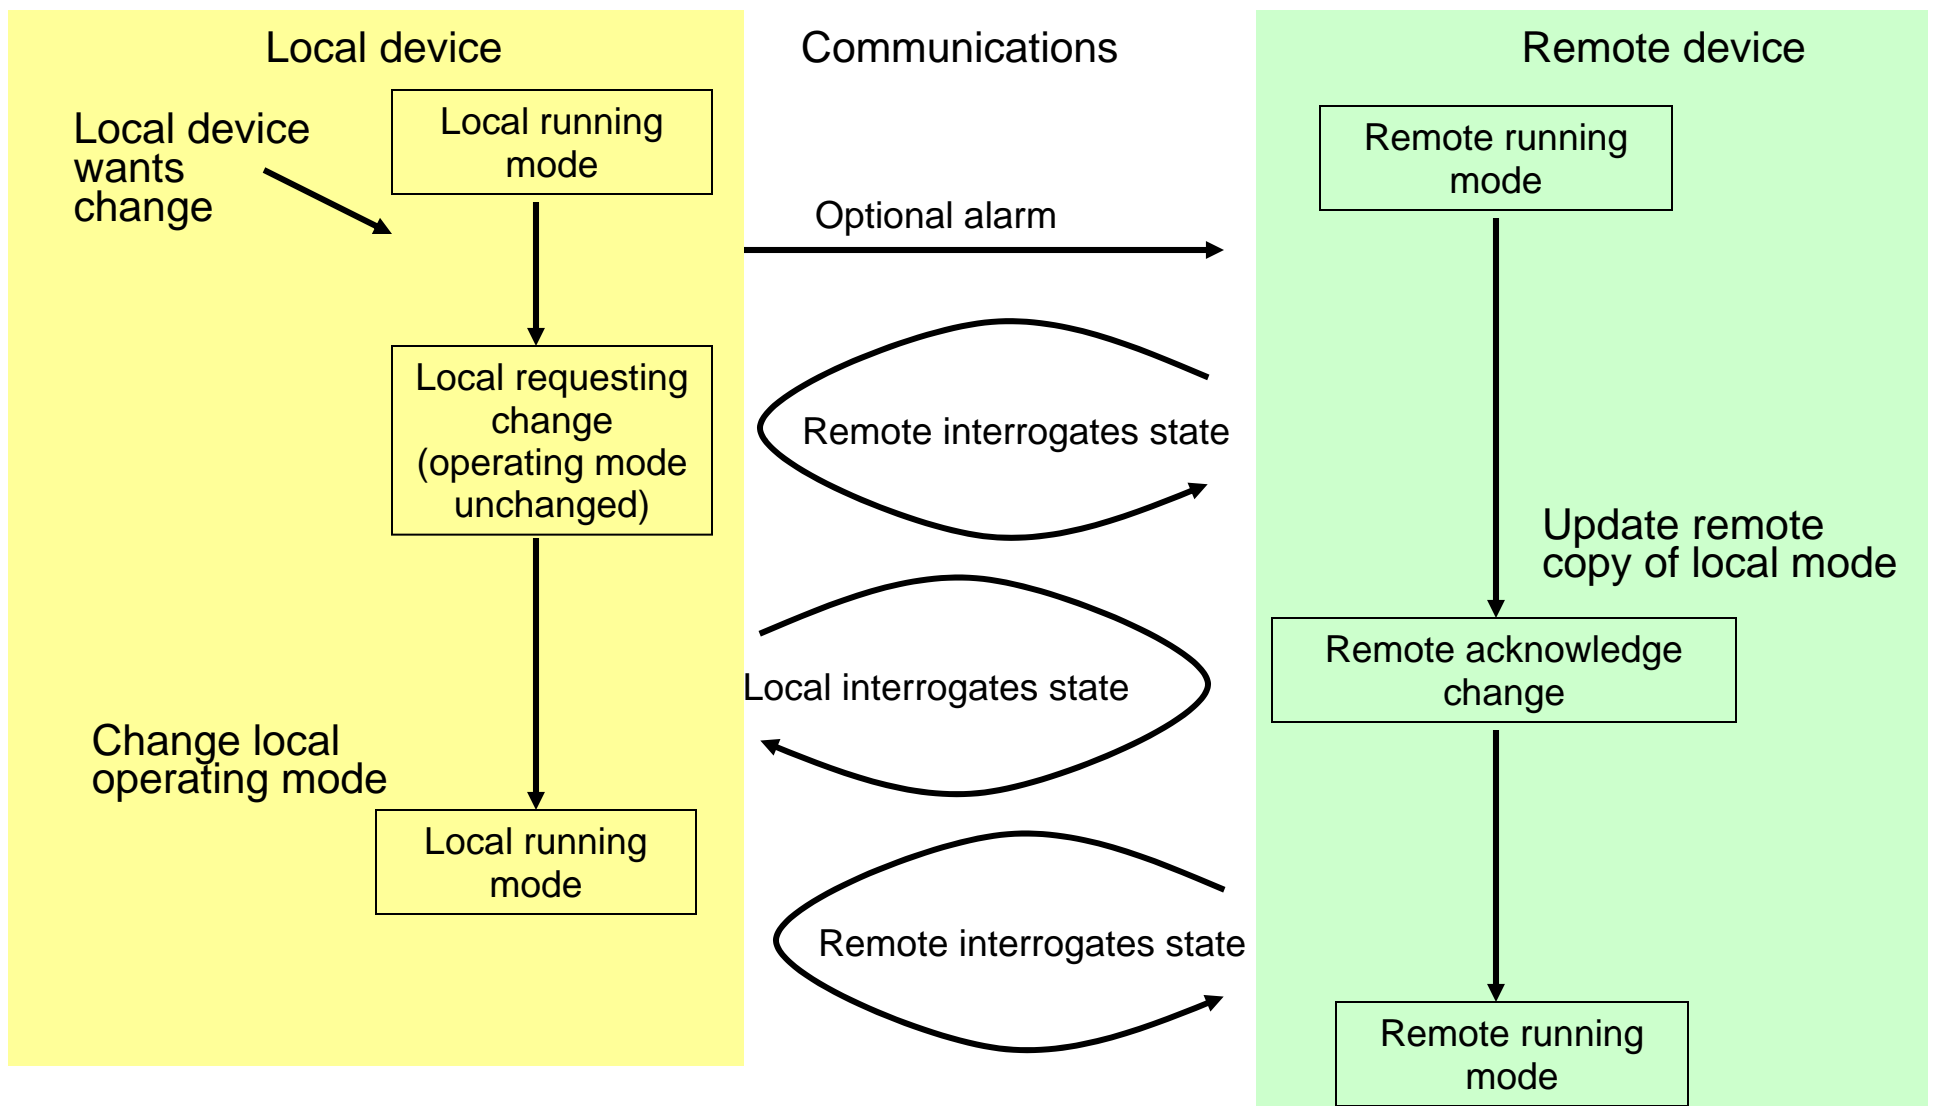 Local device
Communications
Remote device
Local device
wants
change
Local running
mode
Remote running
mode
Optional alarm
Local requesting
change
(operating mode
unchanged)
Remote interrogates state
Update remote
copy of local mode
Remote acknowledge
change
Local interrogates state
Change local
operating mode
Local running
mode
Remote interrogates state
Remote running
mode